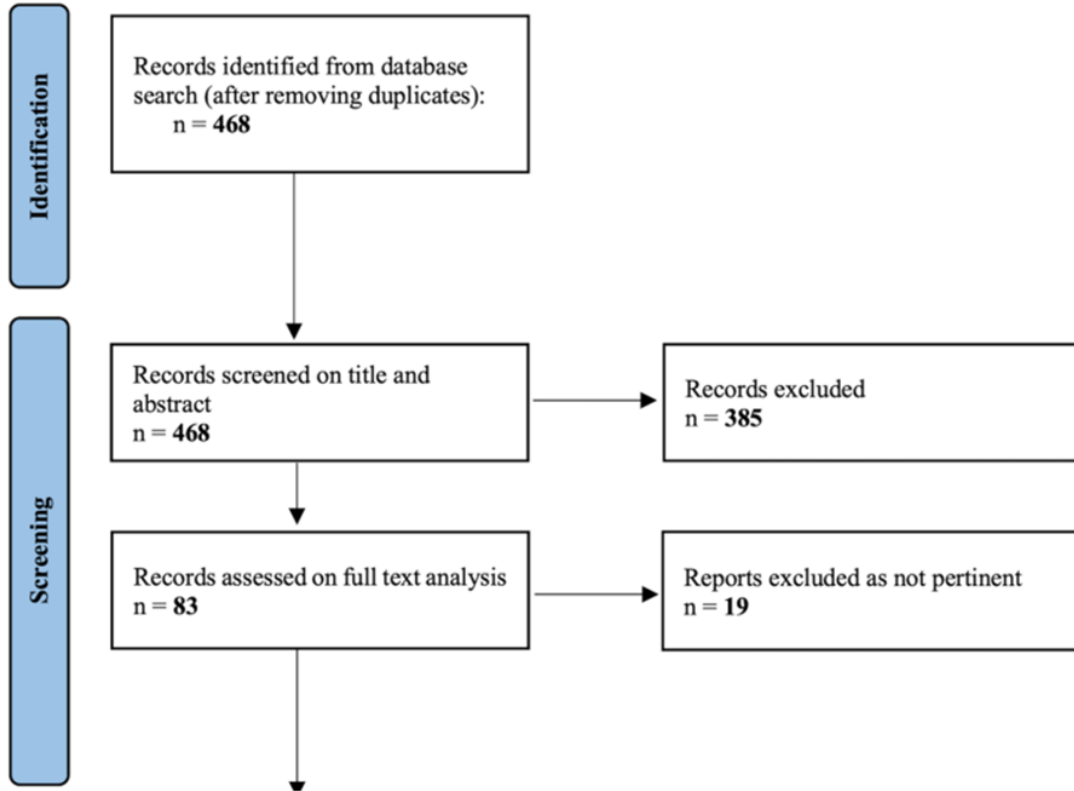 Identification
Records identified from database
search (after removing duplicates):
n = 468
Screening
Records screened on title and
abstract
n = 468
Records excluded
n = 385
Records assessed on full text analysis
n = 83
Reports excluded as not pertinent
n = 19